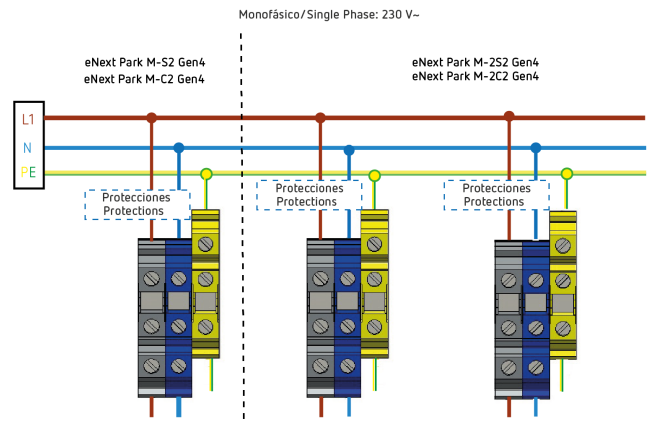 Monofásico/Single Phase: 230 V~
eNext Park M-S2 Gen4
eNext Park M-C2 Gen4
eNext Park M-2S2 Gen4
eNext Park M-2C2 Gen4
L1
N
PE
Protecciones
Protections
Protecciones
Protections
Protecciones
Protections